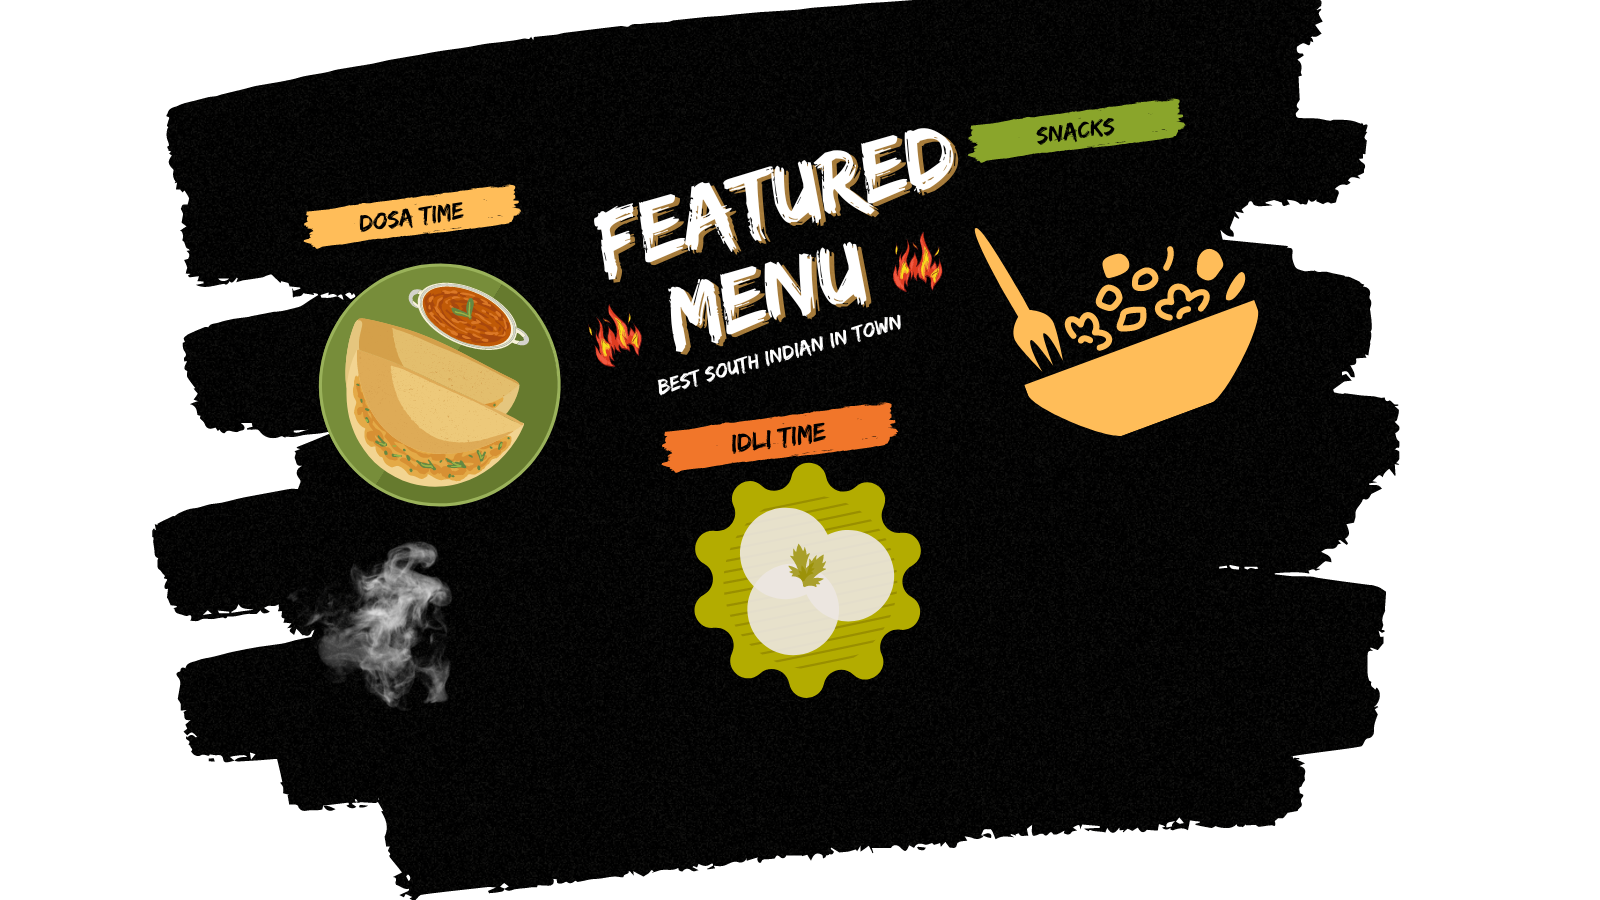 SNACKS
DOSA TIME
FEATURED
MENU
BEST SOUTH INDIAN IN TOWN
IDLI TIME